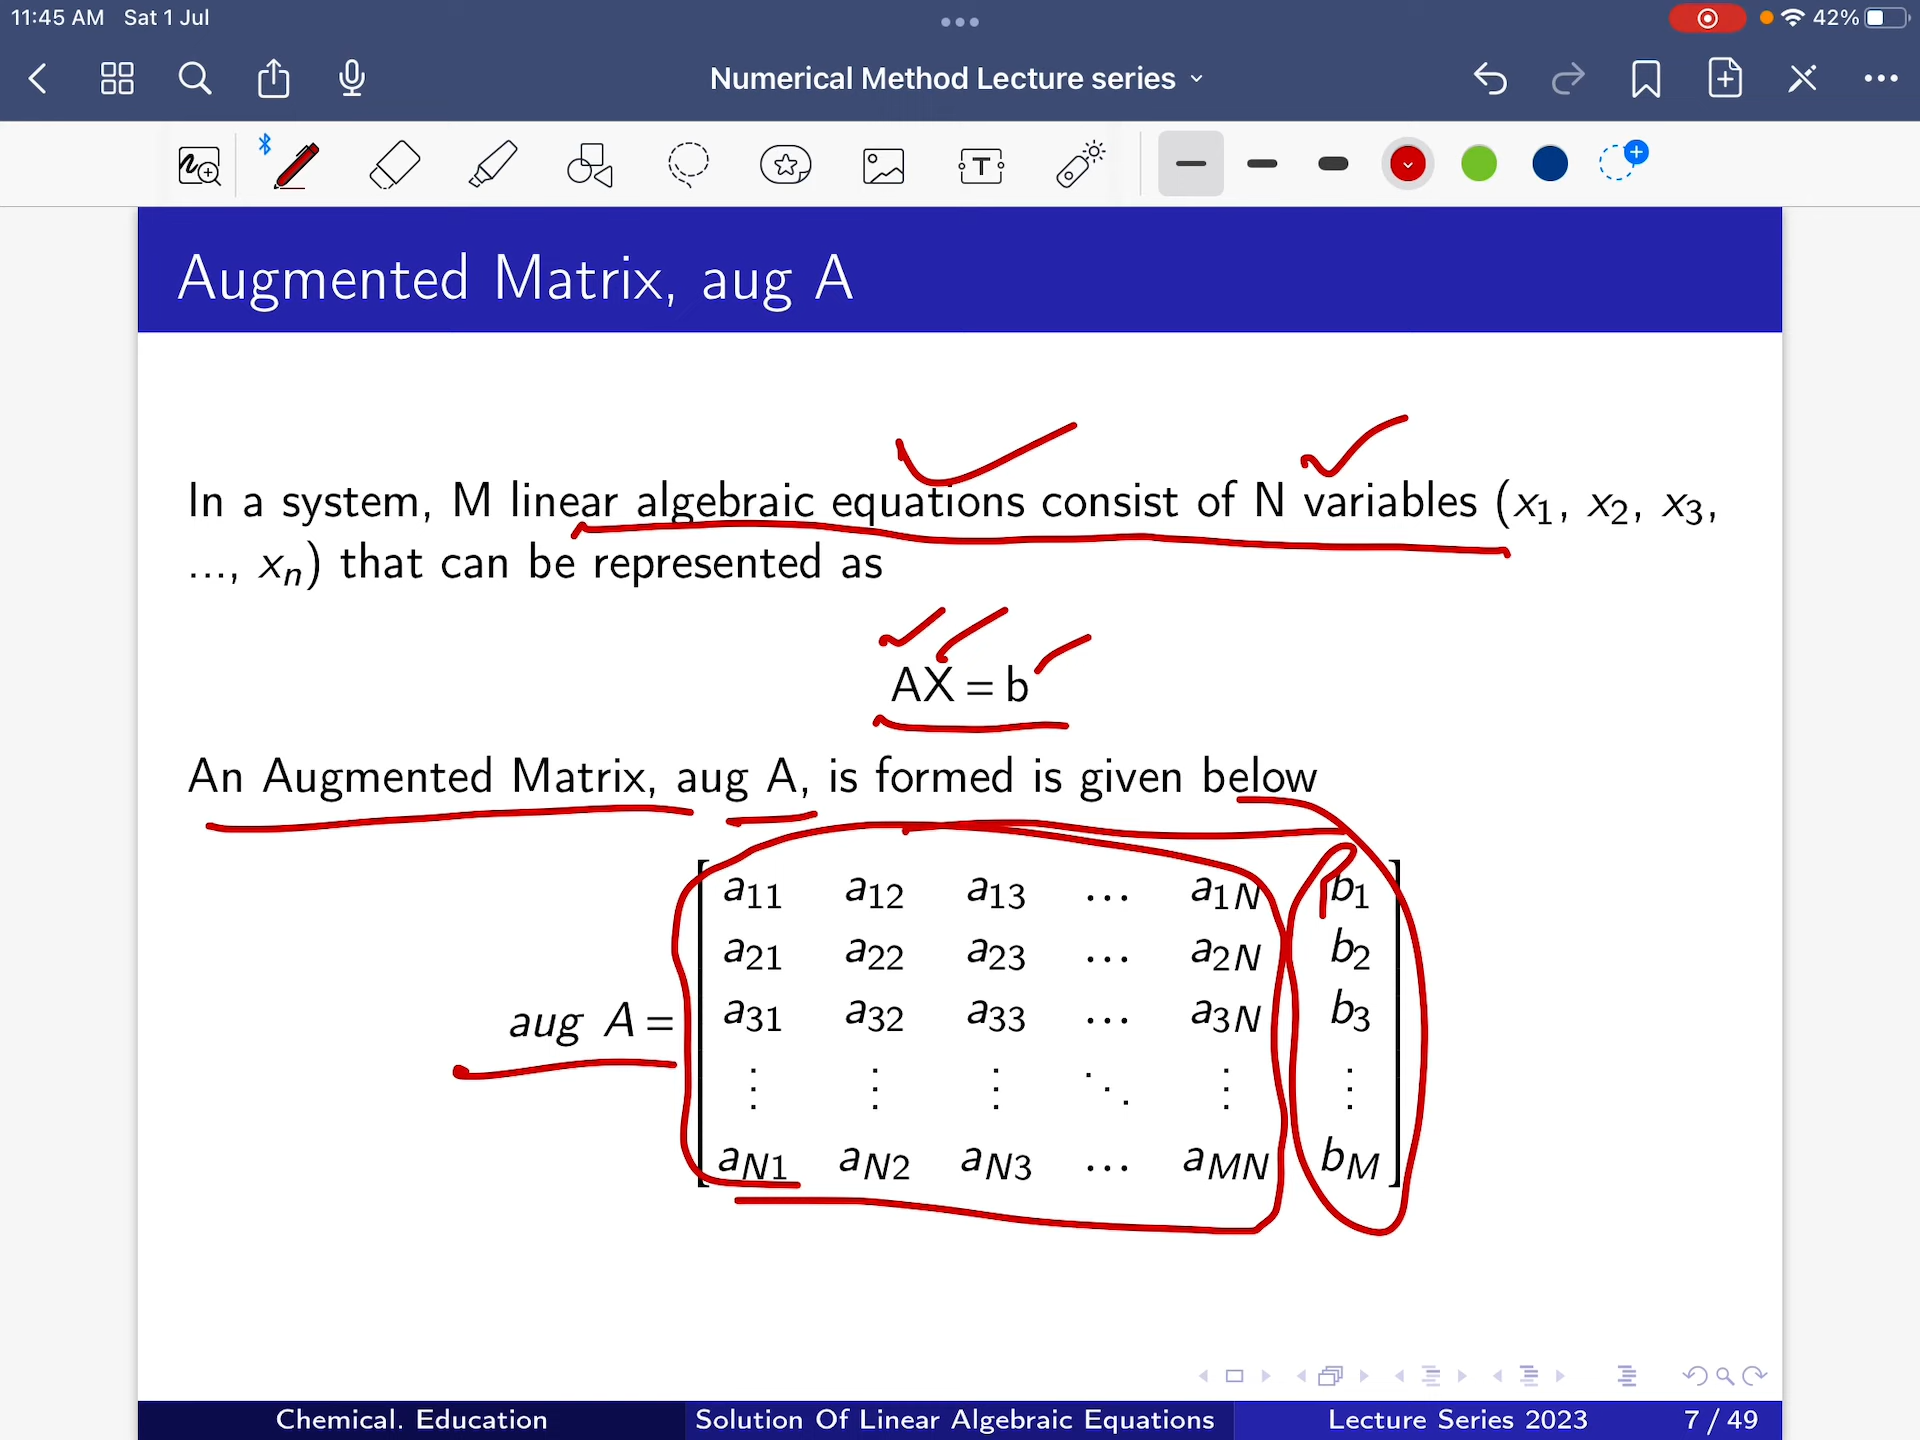 11:45 AM Sat 1 Jul
42%
Numerical Method Lecture series
T
Augmented Matrix, aug A
In a system, M linear algebraic equations consist of N variables (x₁, x₂, x₃,
..., xₙ) that can be represented as
AX = b
An Augmented Matrix, aug A, is formed is given below
a11 a12 a13 ... a1N b1
a21 a22 a23 ... a2N b2
aug A = a31 a32 a33 ... a3N b3
⋮ ⋮ ⋮ ⋱ ⋮ ⋮
aN1 aN2 aN3 ... aMN bM
Chemical. Education Solution Of Linear Algebraic Equations Lecture Series 2023 7 / 49